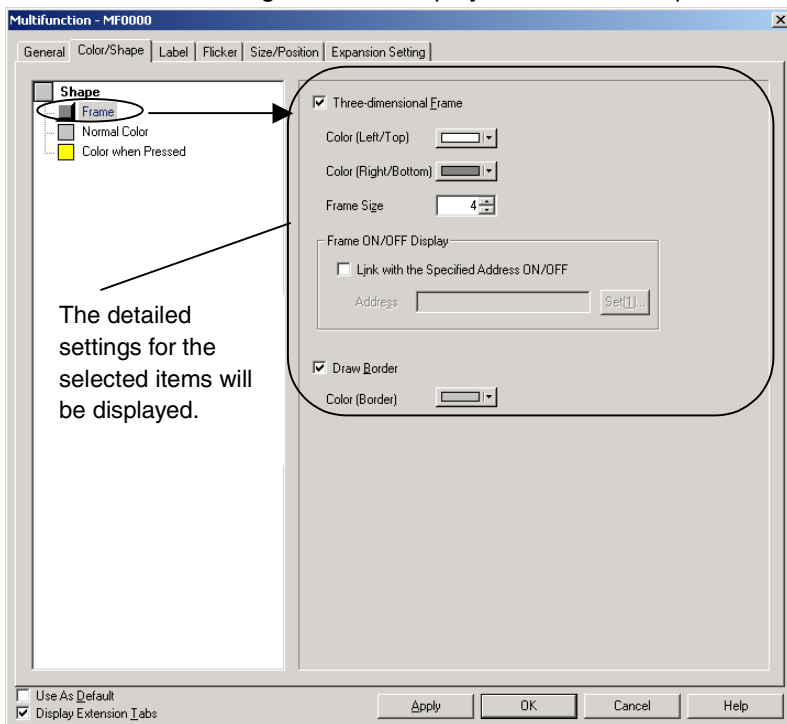 Multifunction - MF0000
General Color/Shape Label Flicker Size/Position Expansion Setting
Shape
Frame
Normal Color
Color when Pressed
Three-dimensional Frame
Color (Left/Top)
Color (Right/Bottom)
Frame Size 4
Frame ON/OFF Display
Link with the Specified Address ON/OFF
Address Set(1)...
Draw Border
Color (Border)
The detailed
settings for the
selected items will
be displayed.
Use As Default
Display Extension Tabs
Apply OK Cancel Help